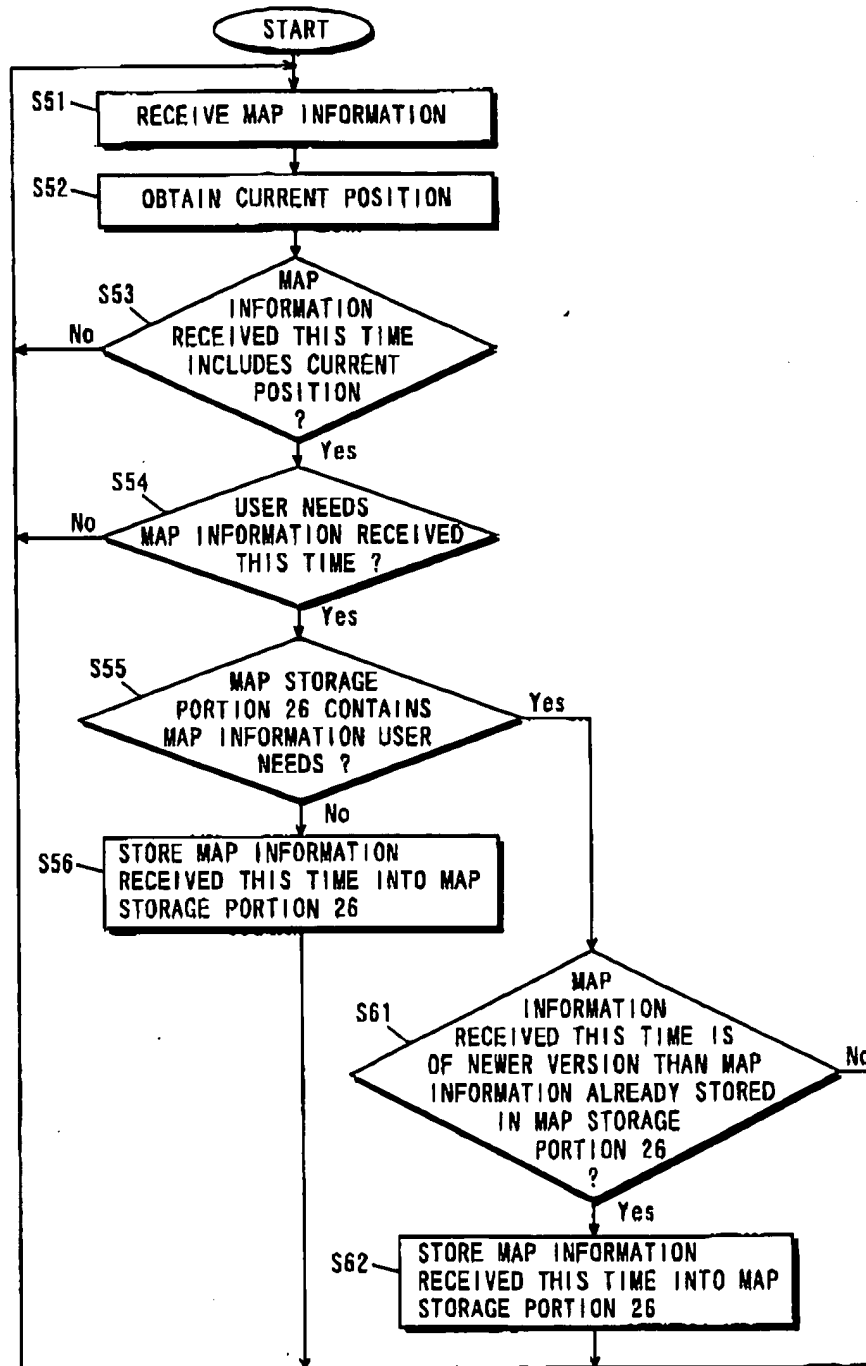 START
S51
RECEIVE MAP INFORMATION
S52
OBTAIN CURRENT POSITION
S53
MAP
INFORMATION
RECEIVED THIS TIME
INCLUDES CURRENT
POSITION
?
No
Yes
S54
USER NEEDS
MAP INFORMATION RECEIVED
THIS TIME ?
No
Yes
S55
MAP STORAGE
PORTION 26 CONTAINS
MAP INFORMATION USER
NEEDS ?
Yes
No
S56
STORE MAP INFORMATION
RECEIVED THIS TIME INTO MAP
STORAGE PORTION 26
S61
MAP
INFORMATION
RECEIVED THIS TIME IS
OF NEWER VERSION THAN MAP
INFORMATION ALREADY STORED
IN MAP STORAGE
PORTION 26
?
No
Yes
S62
STORE MAP INFORMATION
RECEIVED THIS TIME INTO MAP
STORAGE PORTION 26